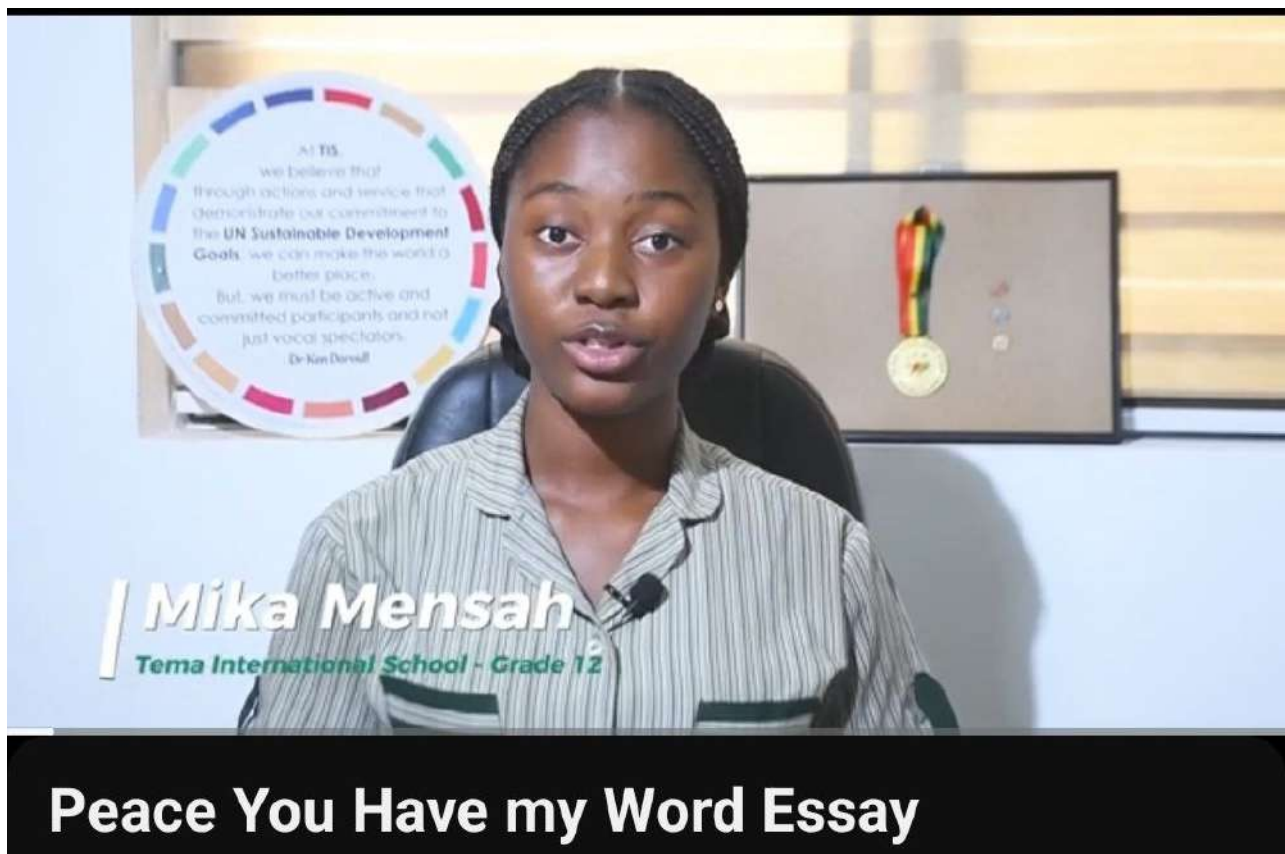 At TIS,
we believe that
through actions and service that
demonstrate our commitment to
the UN Sustainable Development
Goals, we can make the world a
better place.
But, we must be active and
committed participants and not
just vocal spectators.
Dr Ken Darvall
Mika Mensah
Tema International School - Grade 12
Peace You Have my Word Essay